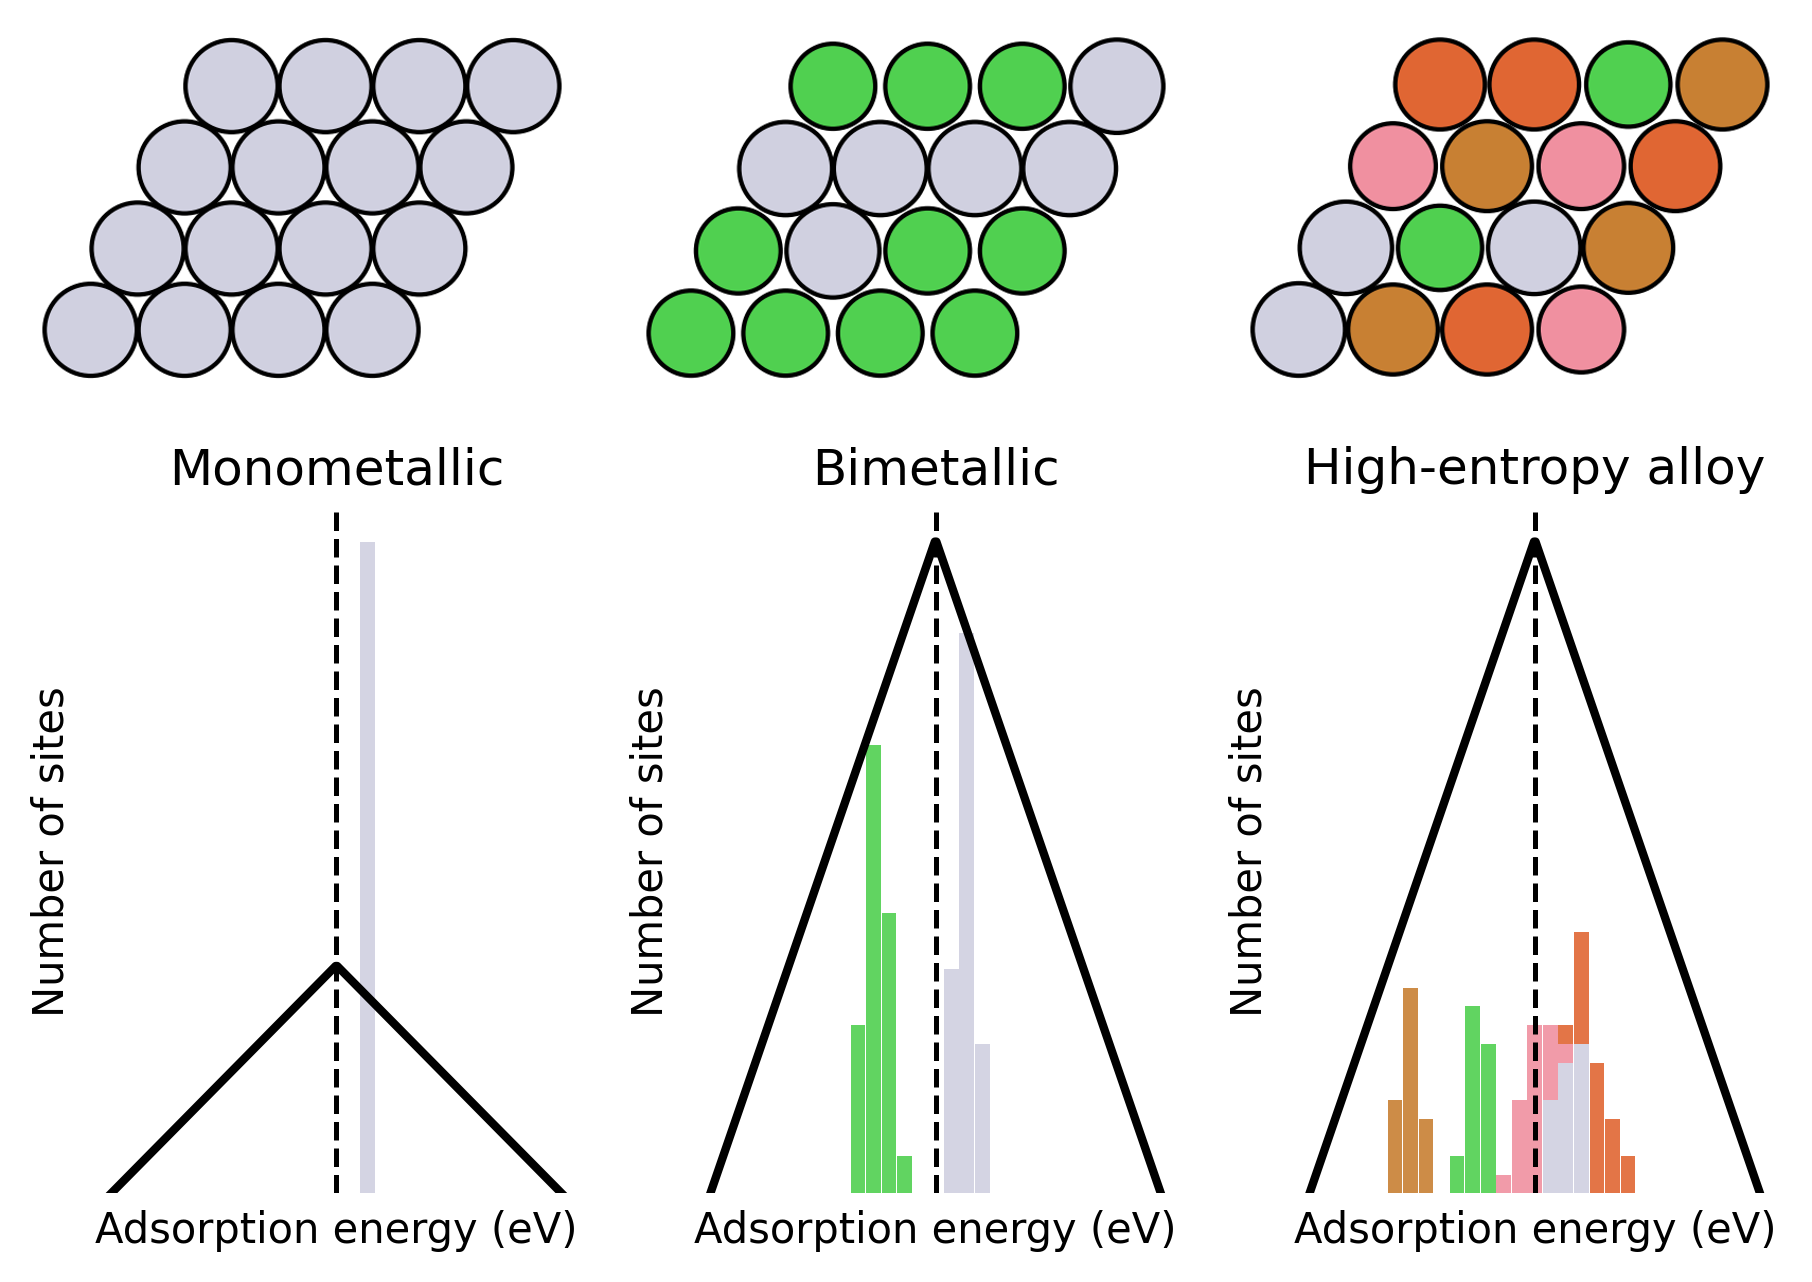 Monometallic
Bimetallic
High-entropy alloy
Number of sites
Number of sites
Number of sites
Adsorption energy (eV)
Adsorption energy (eV)
Adsorption energy (eV)